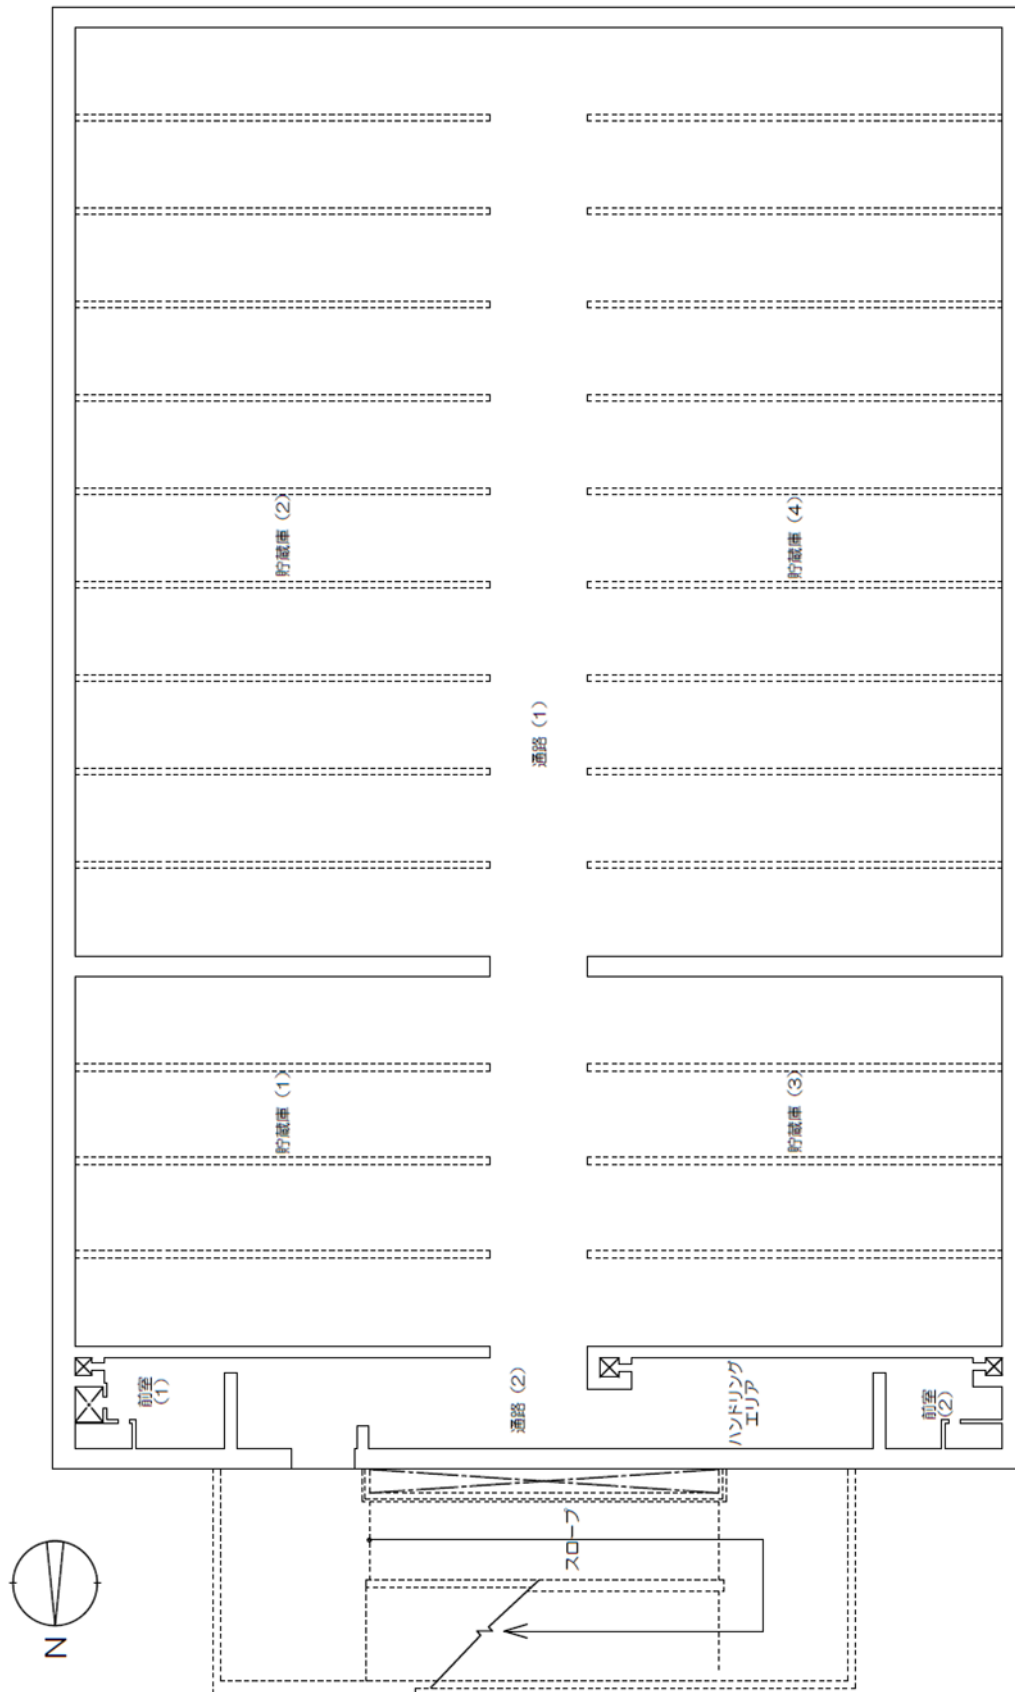 貯蔵庫（2）
貯蔵庫（4）
通路（1）
貯蔵庫（1）
貯蔵庫（3）
前室
（1）
通路（2）
ハンドリング
エリア
前室
（2）
スロープ
N